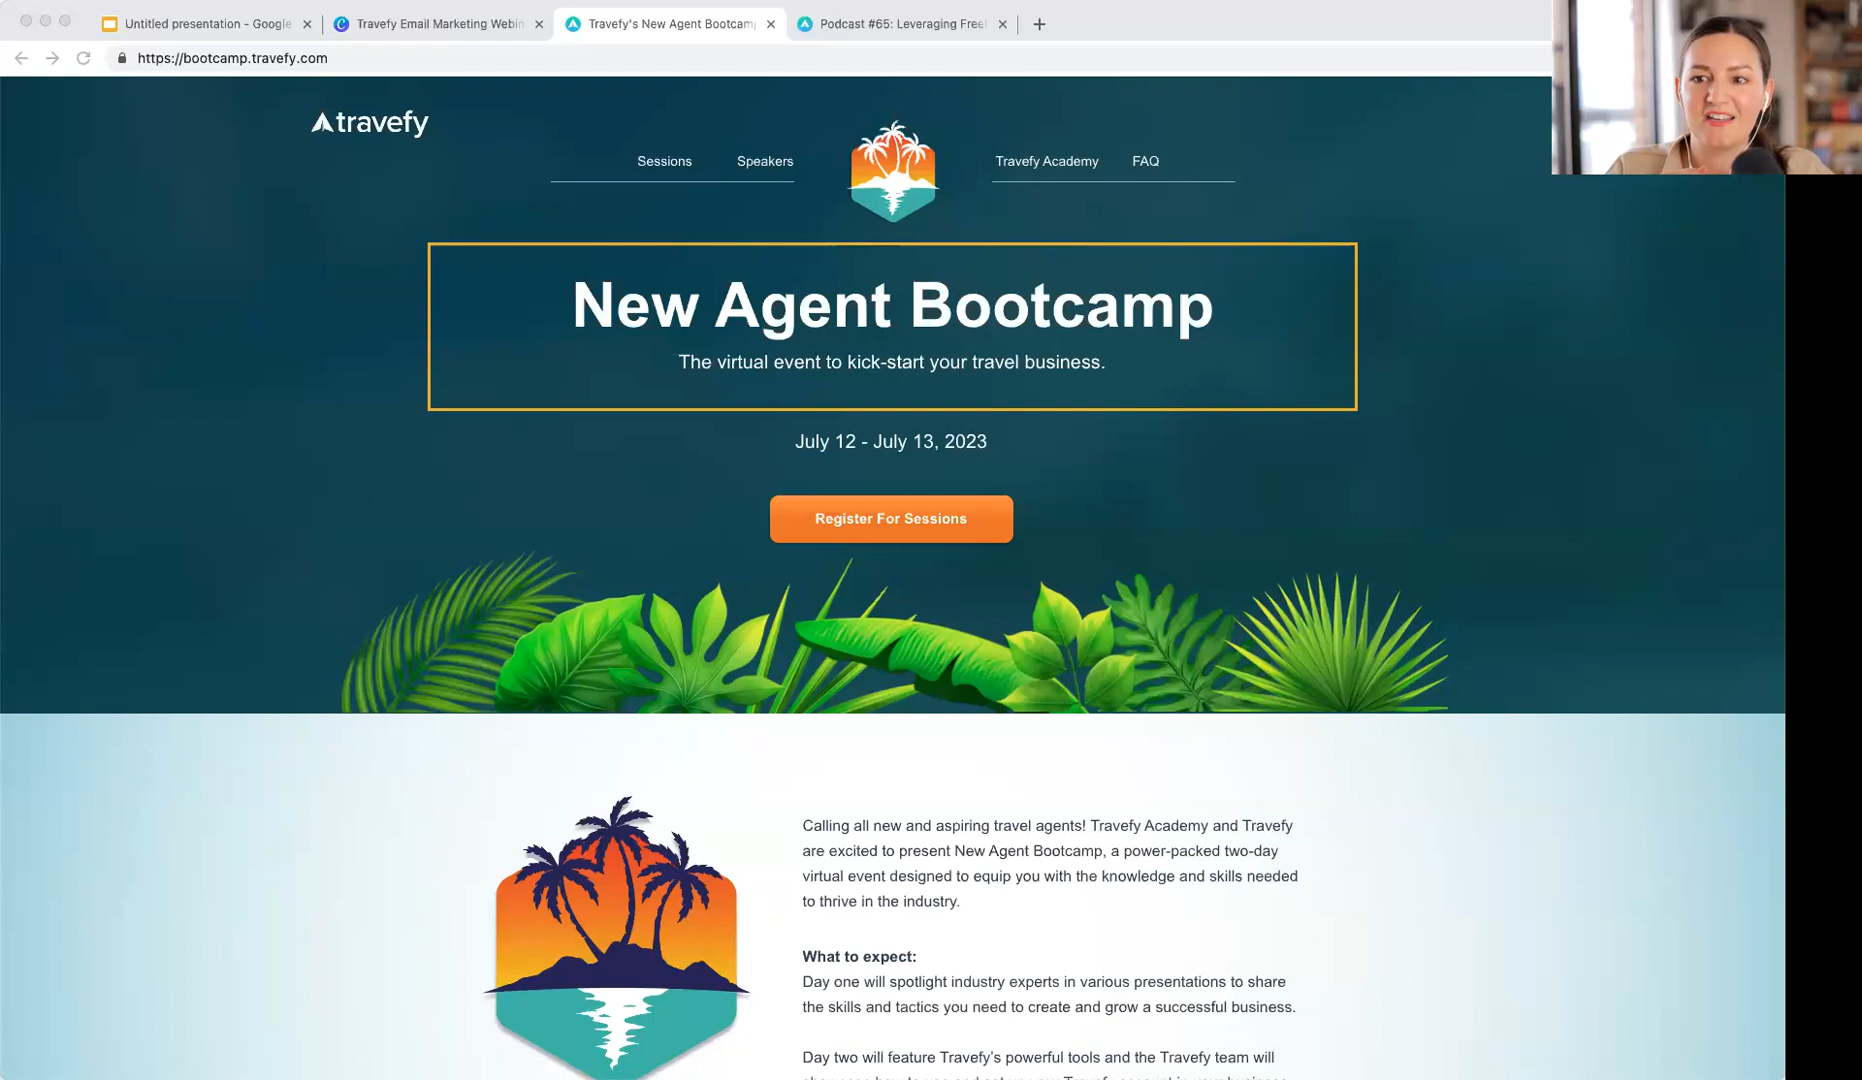 Untitled presentation - Google
Travefy Email Marketing Webin
Travefy's New Agent Bootcamp
Podcast #65: Leveraging Free
https://bootcamp.travefy.com
travefy
Sessions
Speakers
Travefy Academy
FAQ
New Agent Bootcamp
The virtual event to kick-start your travel business.
July 12 - July 13, 2023
Register For Sessions
Calling all new and aspiring travel agents! Travefy Academy and Travefy
are excited to present New Agent Bootcamp, a power-packed two-day
virtual event designed to equip you with the knowledge and skills needed
to thrive in the industry.
What to expect:
Day one will spotlight industry experts in various presentations to share
the skills and tactics you need to create and grow a successful business.
Day two will feature Travefy's powerful tools and the Travefy team will